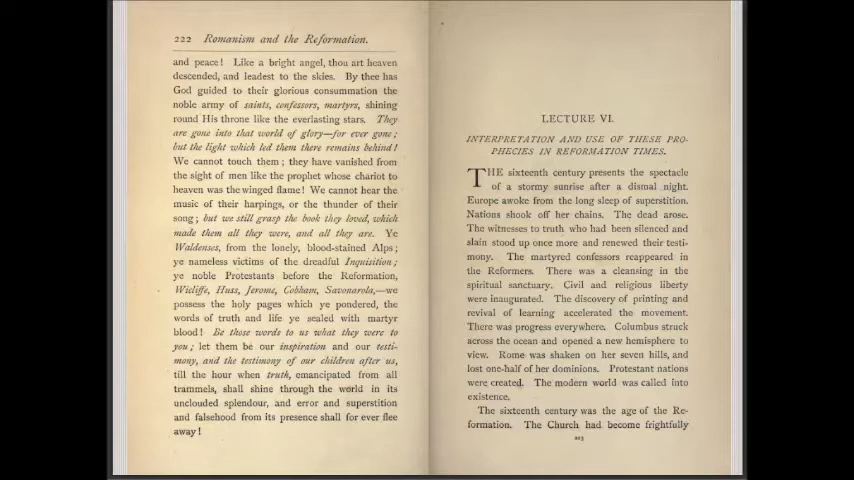 222 Romanism and the Reformation.
and peace! Like a bright angel, thou art heaven
descended, and leadest to the skies. By thee has
God guided to their glorious consummation the
noble army of saints, confessors, martyrs, shining
round His throne like the everlasting stars. They
are gone into that world of glory—for ever gone;
but the light which led them there remains behind!
We cannot touch them; they have vanished from
the sight of men like the prophet whose chariot to
heaven was the winged flame! We cannot hear the
music of their harpings, or the thunder of their
song; but we still grasp the book they loved, which
made them all they were, and all they are. Ye
Waldenses, from the lonely, blood-stained Alps;
ye nameless victims of the dreadful Inquisition;
ye noble Protestants before the Reformation,
Wicliffe, Huss, Jerome, Cobham, Savonarola,—we
possess the holy pages which ye pondered, the
words of truth and life ye sealed with martyr
blood! Be those words to us what they were to
you; let them be our inspiration and our testi-
mony, and the testimony of our children after us,
till the hour when truth, emancipated from all
trammels, shall shine through the world in its
unclouded splendour, and error and superstition
and falsehood from its presence shall for ever flee
away!
LECTURE VI.
INTERPRETATION AND USE OF THESE PRO-
PHECIES IN REFORMATION TIMES.
THE sixteenth century presents the spectacle
of a stormy sunrise after a dismal night.
Europe awoke from the long sleep of superstition.
Nations shook off her chains. The dead arose.
The witnesses to truth who had been silenced and
slain stood up once more and renewed their testi-
mony. The martyred confessors reappeared in
the Reformers. There was a cleansing in the
spiritual sanctuary. Civil and religious liberty
were inaugurated. The discovery of printing and
revival of learning accelerated the movement.
There was progress everywhere. Columbus struck
across the ocean and opened a new hemisphere to
view. Rome was shaken on her seven hills, and
lost one-half of her dominions. Protestant nations
were created. The modern world was called into
existence.
The sixteenth century was the age of the Re-
formation. The Church had become frightfully
223